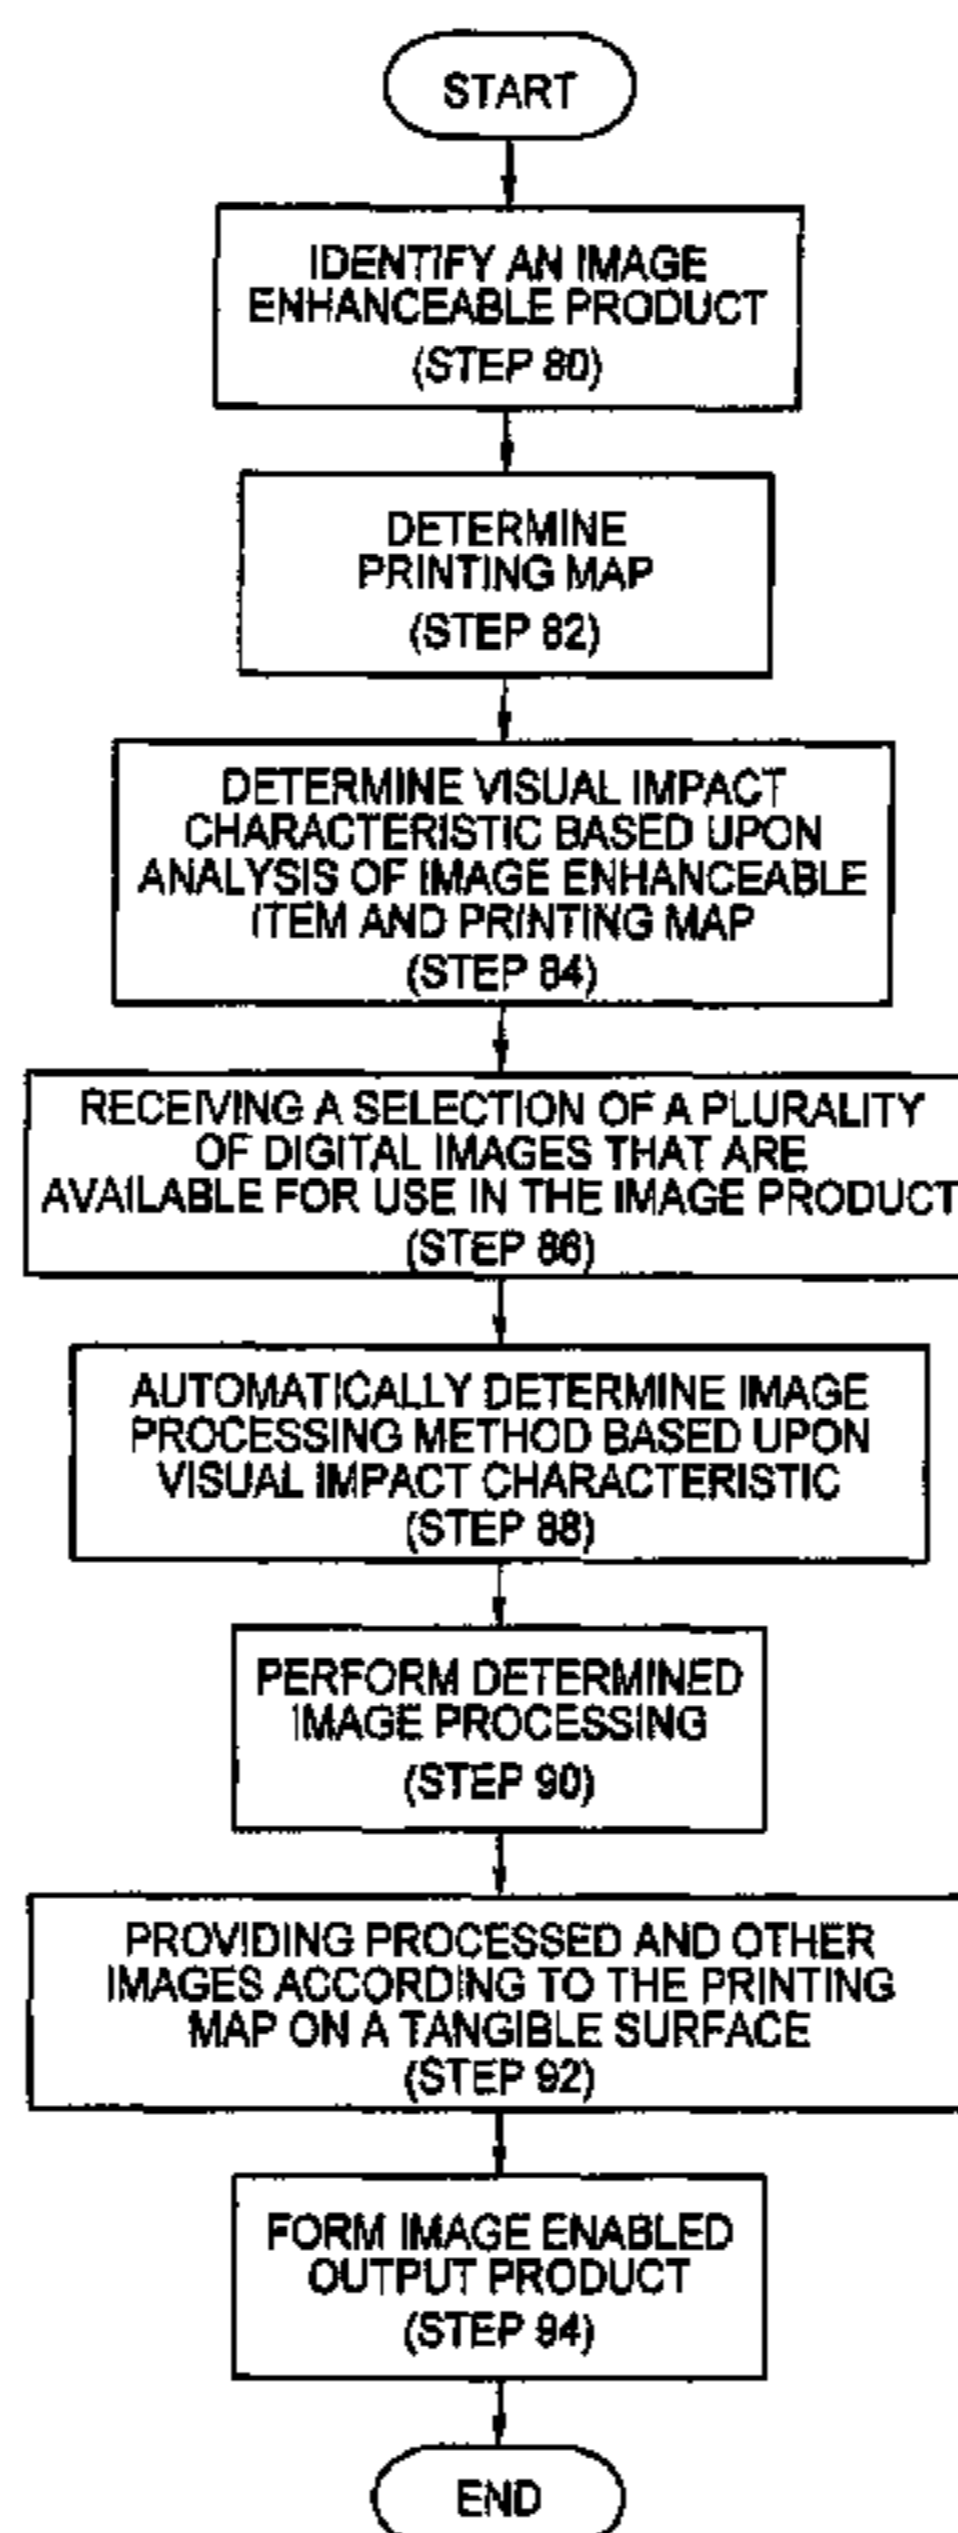 START
IDENTIFY AN IMAGE
ENHANCEABLE PRODUCT
(STEP 80)
DETERMINE
PRINTING MAP
(STEP 82)
DETERMINE VISUAL IMPACT
CHARACTERISTIC BASED UPON
ANALYSIS OF IMAGE ENHANCEABLE
ITEM AND PRINTING MAP
(STEP 84)
RECEIVING A SELECTION OF A PLURALITY
OF DIGITAL IMAGES THAT ARE
AVAILABLE FOR USE IN THE IMAGE PRODUCT
(STEP 86)
AUTOMATICALLY DETERMINE IMAGE
PROCESSING METHOD BASED UPON
VISUAL IMPACT CHARACTERISTIC
(STEP 88)
PERFORM DETERMINED
IMAGE PROCESSING
(STEP 90)
PROVIDING PROCESSED AND OTHER
IMAGES ACCORDING TO THE PRINTING
MAP ON A TANGIBLE SURFACE
(STEP 92)
FORM IMAGE ENABLED
OUTPUT PRODUCT
(STEP 94)
END